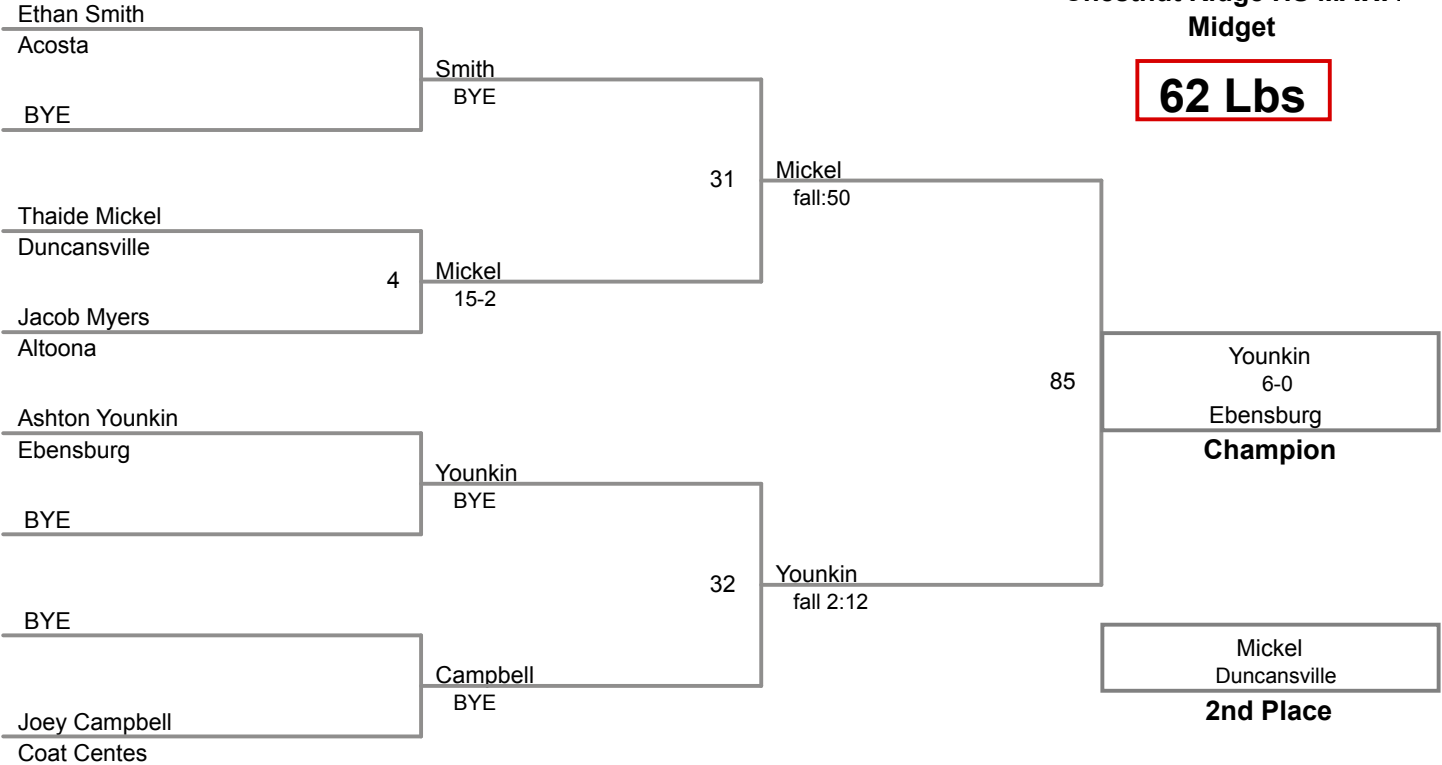 Midget
62 Lbs
Ethan Smith
Acosta
BYE
Smith
BYE
Thaide Mickel
Duncansville
4
Jacob Myers
Altoona
Mickel
15-2
31
Mickel
fall:50
Ashton Younkin
Ebensburg
BYE
Younkin
BYE
BYE
Joey Campbell
Coat Centes
Campbell
BYE
32
Younkin
fall 2:12
85
Younkin
6-0
Ebensburg
Champion
Mickel
Duncansville
2nd Place